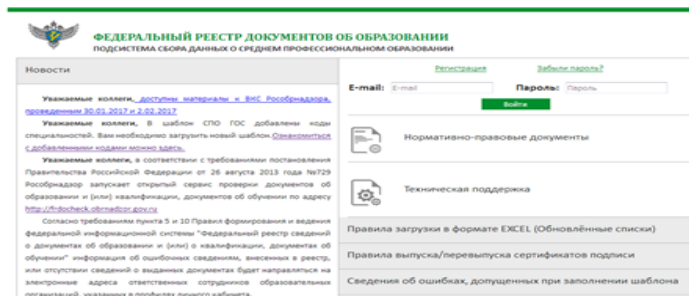 ФЕДЕРАЛЬНЫЙ РЕЕСТР ДОКУМЕНТОВ ОБ ОБРАЗОВАНИИ
ПОДСИСТЕМА СБОРА ДАННЫХ О СРЕДНЕМ ПРОФЕССИОНАЛЬНОМ ОБРАЗОВАНИИ
Новости
Уважаемые коллеги, доступны материалы к ВКС Рособрнадзора,
проведенным 30.01.2017 и 2.02.2017
Уважаемые коллеги, В шаблон СПО ГОС добавлены коды
специальностей. Вам необходимо загрузить новый шаблон.Ознакомиться
с добавленными кодами можно здесь.
Уважаемые коллеги, в соответствии с требованиями постановления
Правительства Российской Федерации от 26 августа 2013 года №729
Рособрнадзор запускает открытый сервис проверки документов об
образовании и (или) квалификации, документов об обучении по адресу
http://frdocheck.obrnadzor.gov.ru
Согласно требованиям пункта 5 и 10 Правил формирования и ведения
федеральной информационной системы "Федеральный реестр сведений
о документах об образовании и (или) о квалификации, документах об
обучении" информация об ошибочных сведениях, внесенных в реестр,
или отсутствии сведений о выданных документах будет направляться на
электронные адреса ответственных сотрудников образовательных
организаций, указанных в профилях личного кабинета.
Регистрация Забыли пароль?
E-mail: E-mail Пароль: Пароль
Войти
Нормативно-правовые документы
Техническая поддержка
Правила загрузки в формате EXCEL (Обновлённые списки)
Правила выпуска/перевыпуска сертификатов подписи
Сведения об ошибках, допущенных при заполнении шаблона